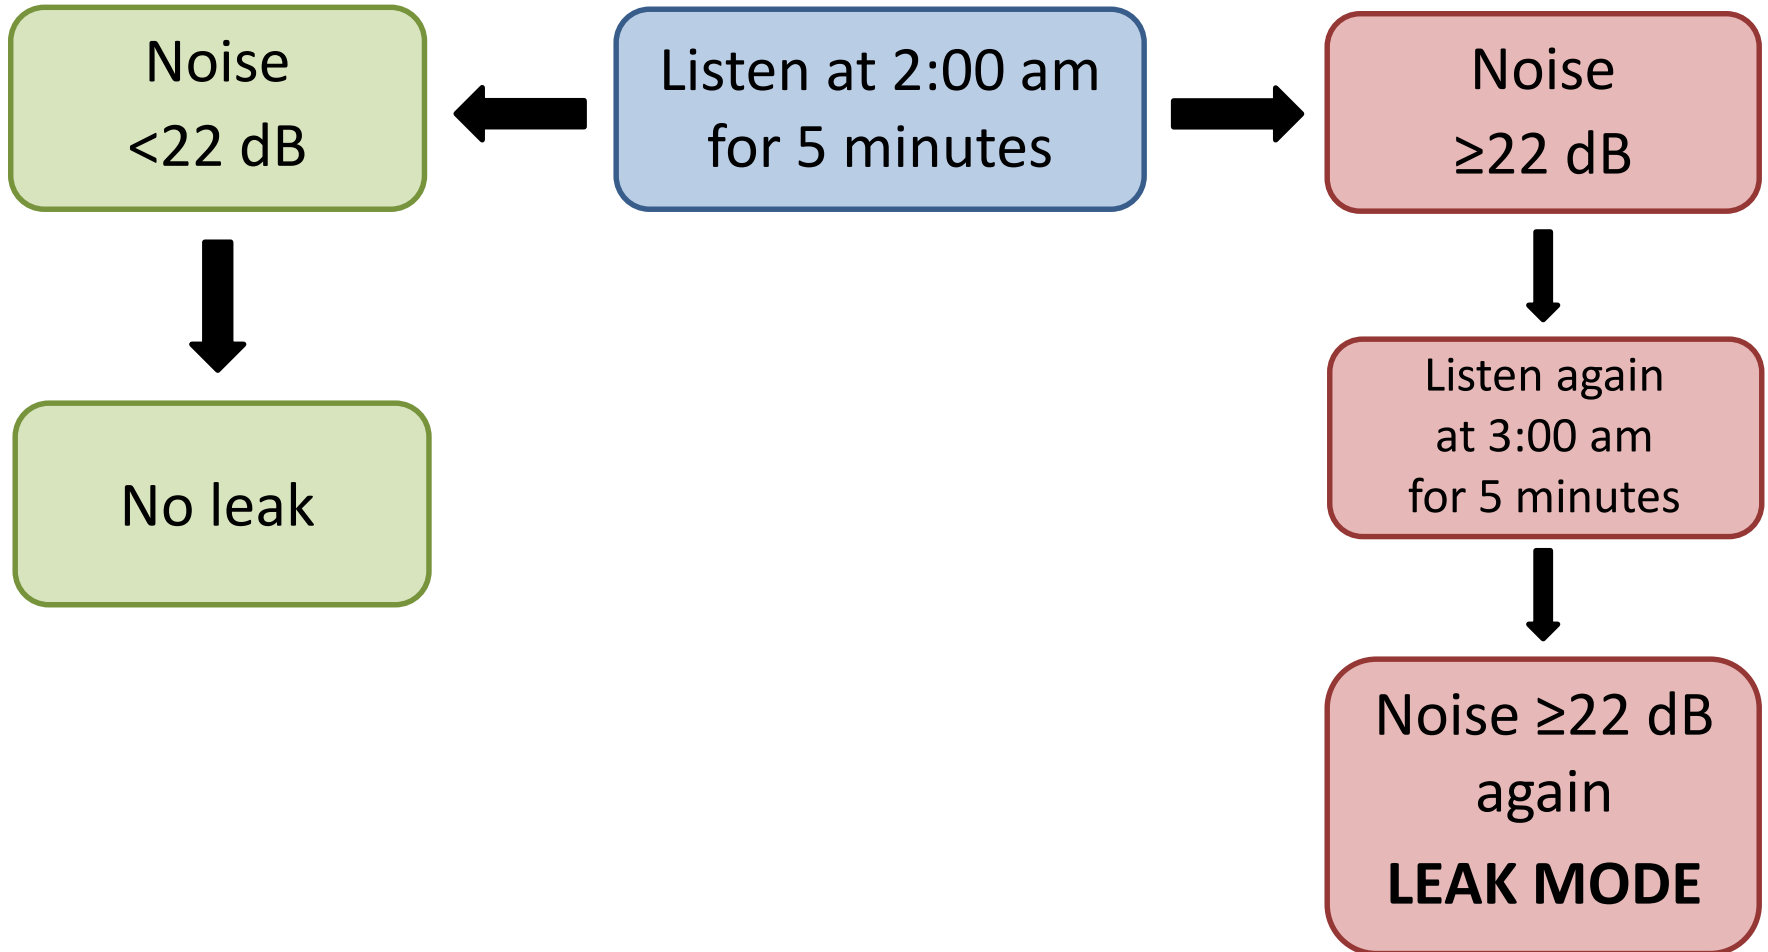 Noise
<22 dB
Listen at 2:00 am
for 5 minutes
Noise
≥22 dB
No leak
Listen again
at 3:00 am
for 5 minutes
Noise ≥22 dB
again
LEAK MODE